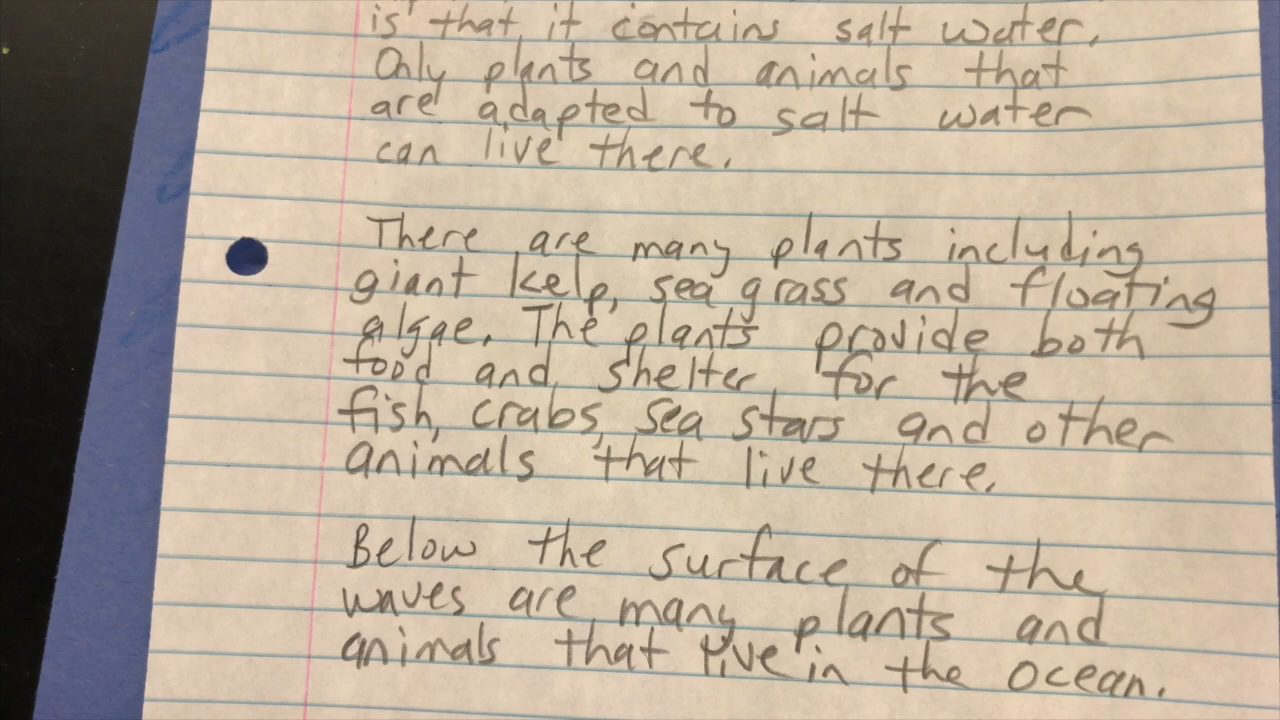 is that it contains salt water.
Only plants and animals that
are adapted to salt water
can live there.
There are many plants including
giant kelp, sea grass and floating
algae. The plants provide both
food and shelter for the
fish, crabs, sea stars and other
animals that live there.
Below the surface of the
waves are many plants and
animals that live in the ocean.